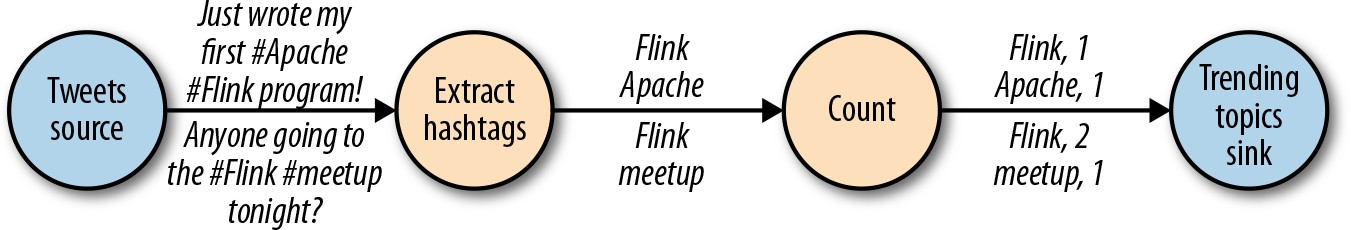 Tweets
source
Just wrote my
first #Apache
#Flink program!
Anyone going to
the #Flink #meetup
tonight?
Extract
hashtags
Flink
Apache
Flink
meetup
Count
Flink, 1
Apache, 1
Flink, 2
meetup, 1
Trending
topics
sink